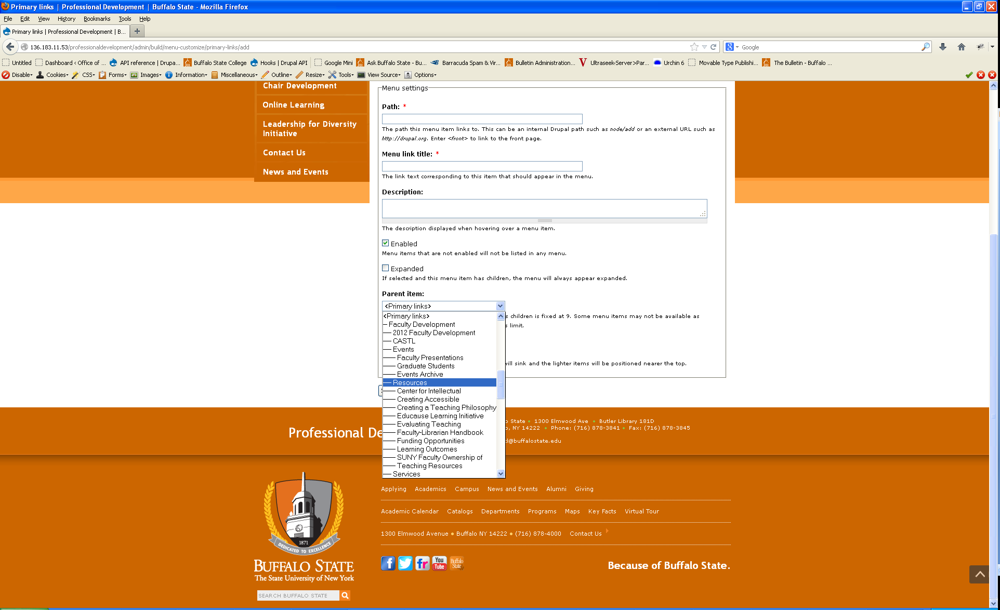 Primary links | Professional Development | Buffalo State - Mozilla Firefox
File Edit View History Bookmarks Tools Help
Primary links | Professional Development | B...
136.183.11.53/professionaldevelopment/admin/build/menu-customize/primary-links/add
Google
Untitled Dashboard ‹ Office of ... API reference | Drupa... Buffalo State College Hooks | Drupal API Google Mini Ask Buffalo State - Bu... Barracuda Spam & Vir... Bulletin Administration... Ultraseek-Server>Par... Urchin 6 Movable Type Publishi... The Bulletin - Buffalo ...
Disable Cookies CSS Forms Images Information Miscellaneous Outline Resize Tools View Source Options
Chair Development
Online Learning
Leadership for Diversity
Initiative
Contact Us
News and Events
Menu settings
Path: *
The path this menu item links to. This can be an internal Drupal path such as node/add or an external URL such as
http://drupal.org. Enter <front> to link to the front page.
Menu link title: *
The link text corresponding to this item that should appear in the menu.
Description:
The description displayed when hovering over a menu item.
Enabled
Menu items that are not enabled will not be listed in any menu.
Expanded
If selected and this menu item has children, the menu will always appear expanded.
Parent item:
<Primary links>
<Primary links>
-- Faculty Development
---- 2012 Faculty Development
---- CASTL
---- Events
------ Faculty Presentations
------ Graduate Students
------ Events Archive
---- Resources
------ Center for Intellectual
------ Creating Accessible
------ Creating a Teaching Philosophy
------ Educause Learning Initiative
------ Evaluating Teaching
------ Faculty-Librarian Handbook
------ Funding Opportunities
------ Learning Outcomes
------ SUNY Faculty Ownership of
------ Teaching Resources
---- Services
s children is fixed at 9. Some menu items may not be available as
s limit.
will sink and the lighter items will be positioned nearer the top.
Professional De
o State • 1300 Elmwood Ave • Butler Library 181D
o, NY 14222 • Phone: (716) 878-3841 • Fax: (716) 878-3845
d@buffalostate.edu
Applying Academics Campus News and Events Alumni Giving
Academic Calendar Catalogs Departments Programs Maps Key Facts Virtual Tour
1300 Elmwood Avenue • Buffalo NY 14222 • (716) 878-4000 Contact Us
1871
DEDICATED TO EXCELLENCE
BUFFALO STATE
The State University of New York
You
Tube
Buffalo
State
Because of Buffalo State.
SEARCH BUFFALO STATE